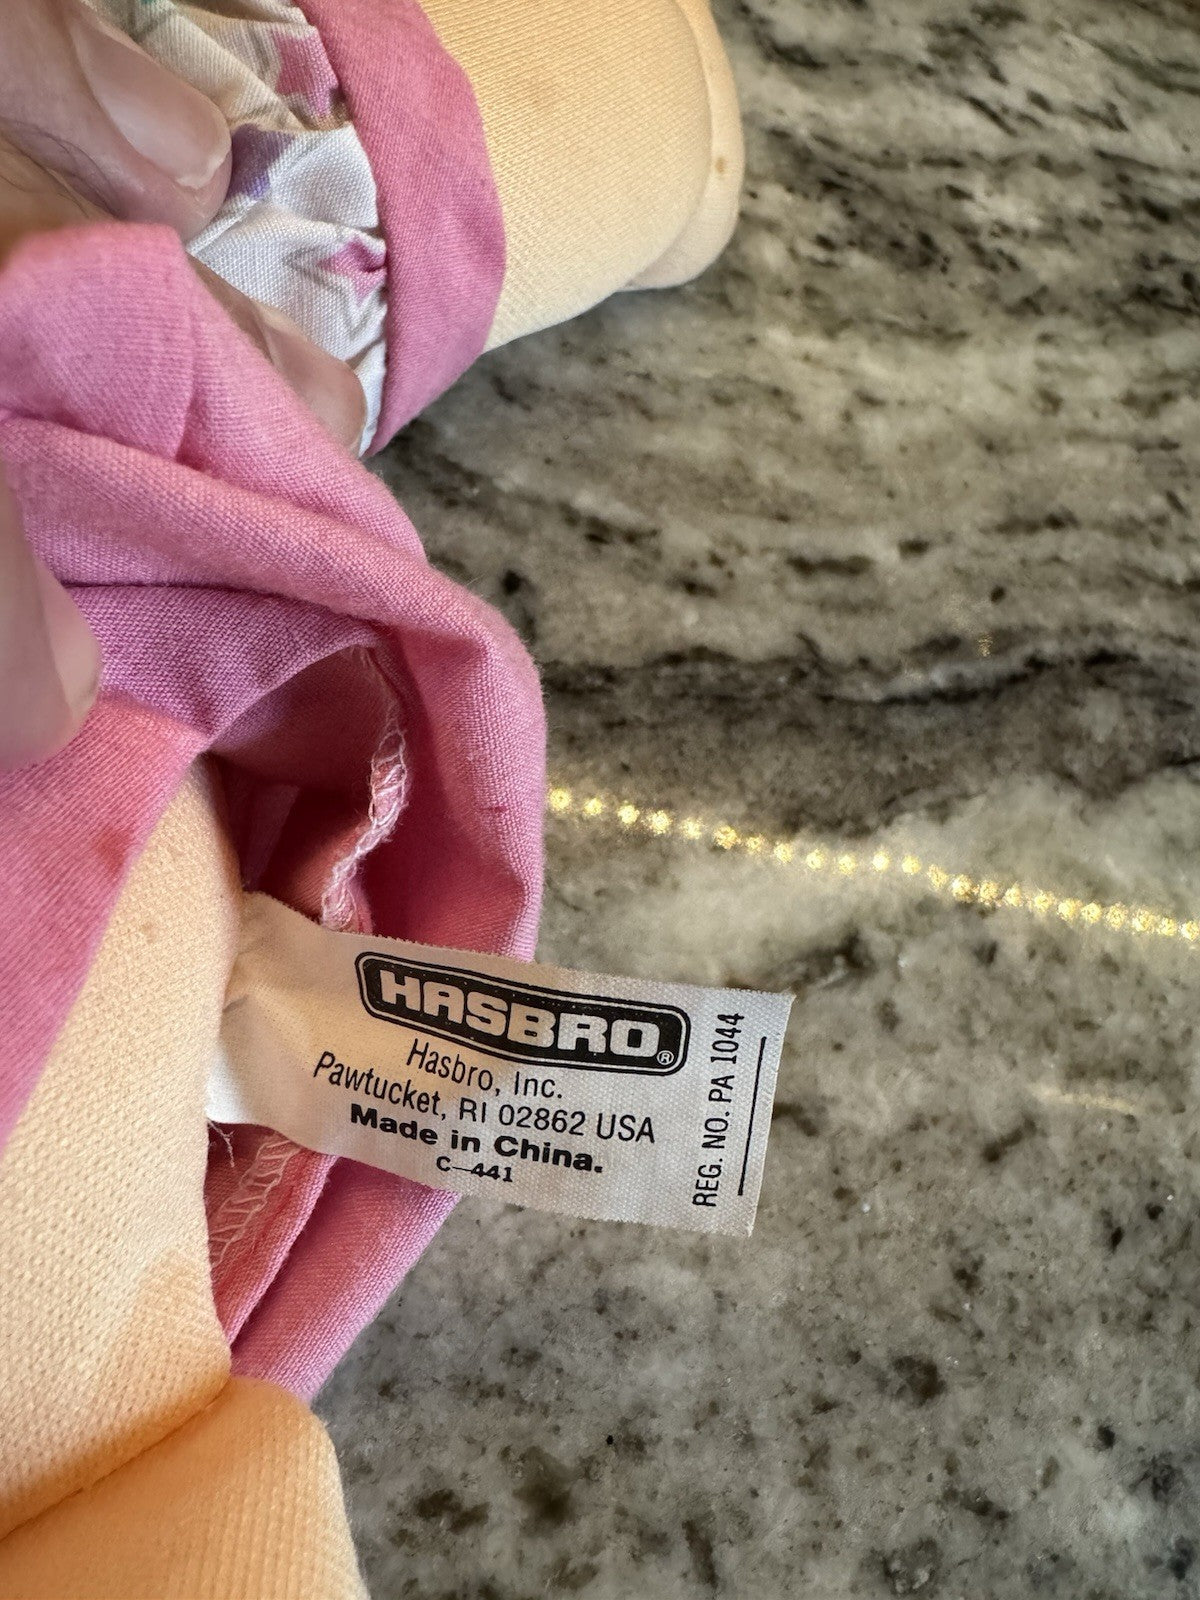 HASBRO®
Hasbro, Inc.
Pawtucket, RI 02862 USA
Made in China.
C-441
REG. NO. PA 1044